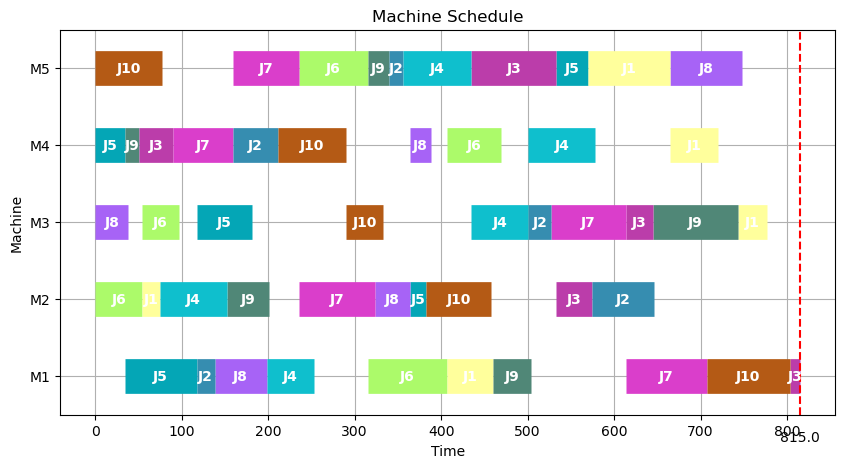 Machine Schedule
M5
J10 J7 J6 J9 J2 J4 J3 J5 J1 J8
M4
J5 J9 J3 J7 J2 J10 J8 J6 J4 J1
M3
J8 J6 J5 J10 J4 J2 J7 J3 J9 J1
M2
J6 J1 J4 J9 J7 J8 J5 J10 J3 J2
M1
J5 J2 J8 J4 J6 J1 J9 J7 J10 J3
Machine
0 100 200 300 400 500 600 700 800
815.0
Time